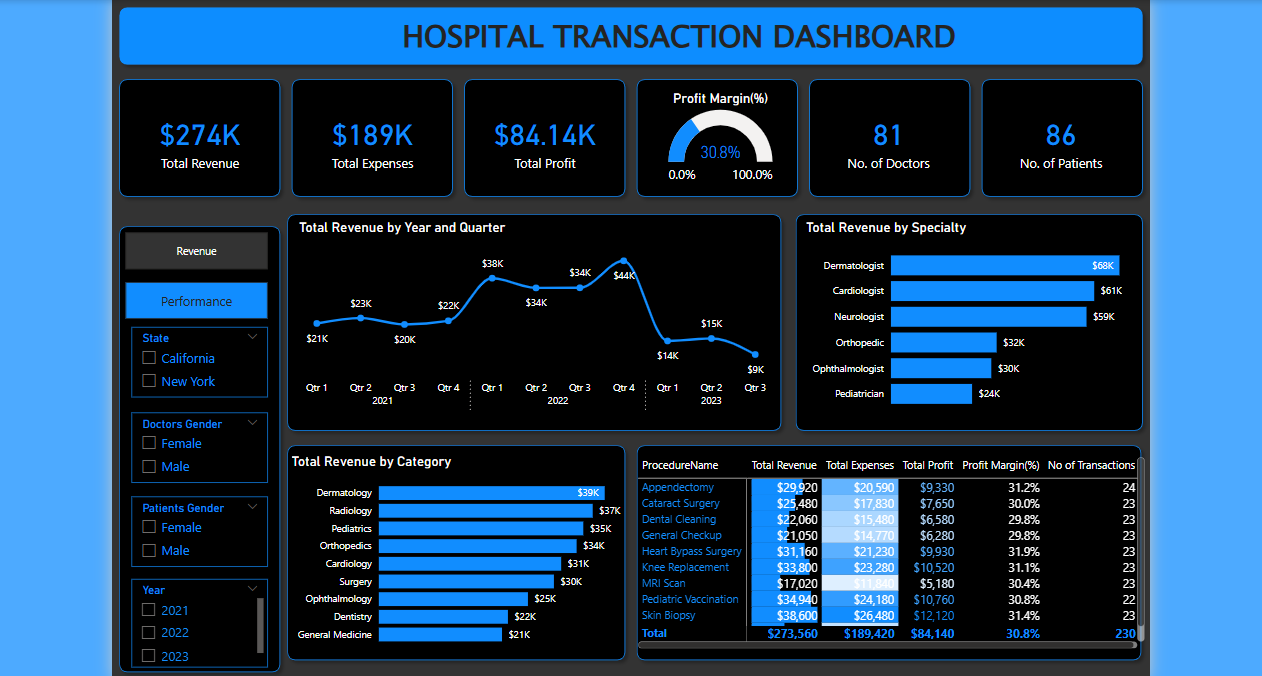 HOSPITAL TRANSACTION DASHBOARD
$274K
Total Revenue
$189K
Total Expenses
$84.14K
Total Profit
Profit Margin(%)
30.8%
0.0% 100.0%
81
No. of Doctors
86
No. of Patients
Revenue
Performance
State
California
New York
Doctors Gender
Female
Male
Patients Gender
Female
Male
Year
2021
2022
2023
Total Revenue by Year and Quarter
$21K $23K $20K $22K $38K $34K $34K $44K $14K $15K $9K
Qtr 1 Qtr 2 Qtr 3 Qtr 4 Qtr 1 Qtr 2 Qtr 3 Qtr 4 Qtr 1 Qtr 2 Qtr 3
2021 2022 2023
Total Revenue by Specialty
Dermatologist $68K
Cardiologist $61K
Neurologist $59K
Orthopedic $32K
Ophthalmologist $30K
Pediatrician $24K
Total Revenue by Category
Dermatology $39K
Radiology $37K
Pediatrics $35K
Orthopedics $34K
Cardiology $31K
Surgery $30K
Ophthalmology $25K
Dentistry $22K
General Medicine $21K
ProcedureName Total Revenue Total Expenses Total Profit Profit Margin(%) No of Transactions
Appendectomy $29,920 $20,590 $9,330 31.2% 24
Cataract Surgery $25,480 $17,830 $7,650 30.0% 23
Dental Cleaning $22,060 $15,480 $6,580 29.8% 23
General Checkup $21,050 $14,770 $6,280 29.8% 23
Heart Bypass Surgery $31,160 $21,230 $9,930 31.9% 23
Knee Replacement $33,800 $23,280 $10,520 31.1% 23
MRI Scan $17,020 $11,840 $5,180 30.4% 23
Pediatric Vaccination $34,940 $24,180 $10,760 30.8% 22
Skin Biopsy $38,600 $26,480 $12,120 31.4% 23
Total $273,560 $189,420 $84,140 30.8% 230